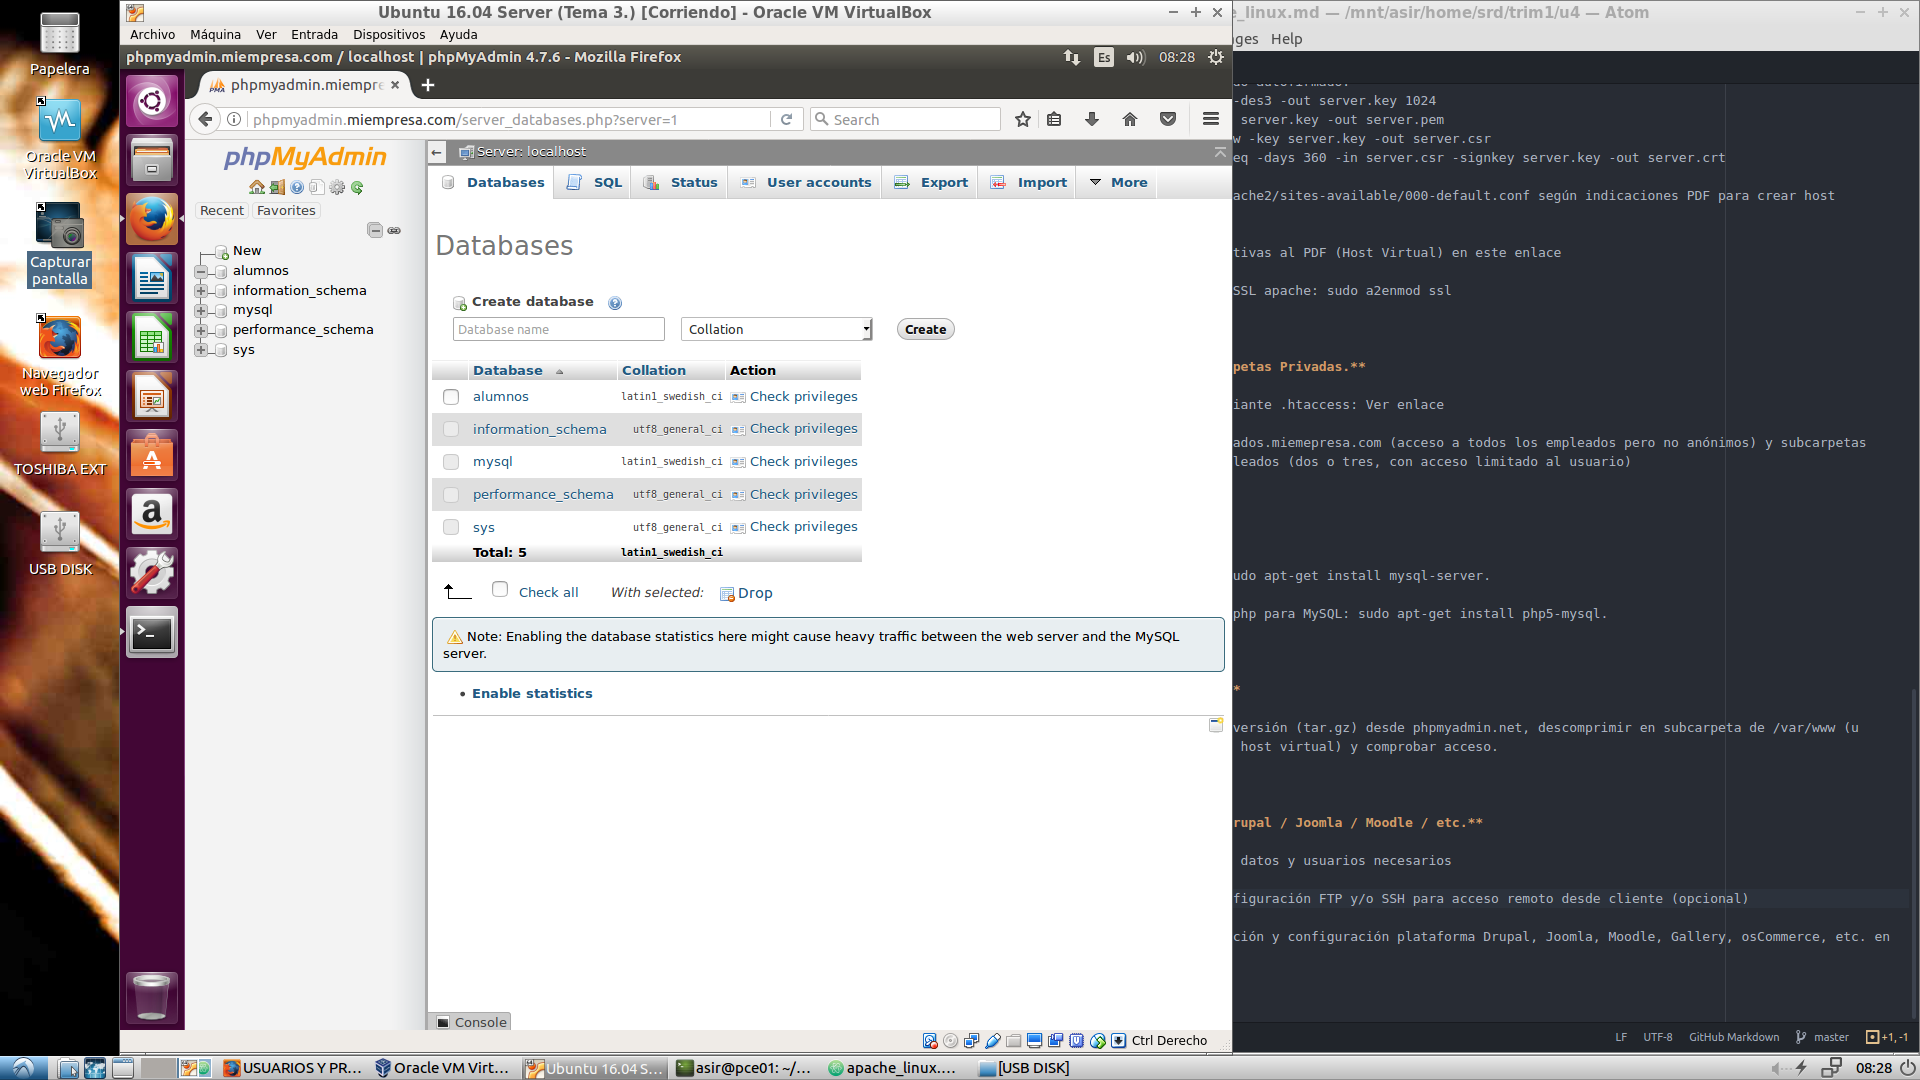 Papelera
Oracle VM
VirtualBox
Capturar
pantalla
Navegador
web Firefox
TOSHIBA EXT
USB DISK
Ubuntu 16.04 Server (Tema 3.) [Corriendo] - Oracle VM VirtualBox
Archivo Máquina Ver Entrada Dispositivos Ayuda
phpmyadmin.miempresa.com / localhost | phpMyAdmin 4.7.6 - Mozilla Firefox
Es
08:28
phpmyadmin.miempre
phpmyadmin.miempresa.com/server_databases.php?server=1
Search
phpMyAdmin
Recent Favorites
New
alumnos
information_schema
mysql
performance_schema
sys
Server: localhost
Databases SQL Status User accounts Export Import More
Databases
Create database
Database name
Collation
Create
Database Collation Action
alumnos latin1_swedish_ci Check privileges
information_schema utf8_general_ci Check privileges
mysql latin1_swedish_ci Check privileges
performance_schema utf8_general_ci Check privileges
sys utf8_general_ci Check privileges
Total: 5 latin1_swedish_ci
Check all With selected: Drop
Note: Enabling the database statistics here might cause heavy traffic between the web server and the MySQL
server.
• Enable statistics
Console
Ctrl Derecho
e_linux.md — /mnt/asir/home/srd/trim1/u4 — Atom
ges Help
-des3 -out server.key 1024
server.key -out server.pem
w -key server.key -out server.csr
eq -days 360 -in server.csr -signkey server.key -out server.crt
ache2/sites-available/000-default.conf según indicaciones PDF para crear host
tivas al PDF (Host Virtual) en este enlace
SSL apache: sudo a2enmod ssl
petas Privadas.**
iante .htaccess: Ver enlace
ados.miemepresa.com (acceso a todos los empleados pero no anónimos) y subcarpetas
leados (dos o tres, con acceso limitado al usuario)
udo apt-get install mysql-server.
php para MySQL: sudo apt-get install php5-mysql.
*
versión (tar.gz) desde phpmyadmin.net, descomprimir en subcarpeta de /var/www (u
host virtual) y comprobar acceso.
rupal / Joomla / Moodle / etc.**
datos y usuarios necesarios
figuración FTP y/o SSH para acceso remoto desde cliente (opcional)
ción y configuración plataforma Drupal, Joomla, Moodle, Gallery, osCommerce, etc. en
LF UTF-8 GitHub Markdown master +1, -1
USUARIOS Y PR... Oracle VM Virt... Ubuntu 16.04 S... asir@pce01: ~/... apache_linux.... [USB DISK]
08:28